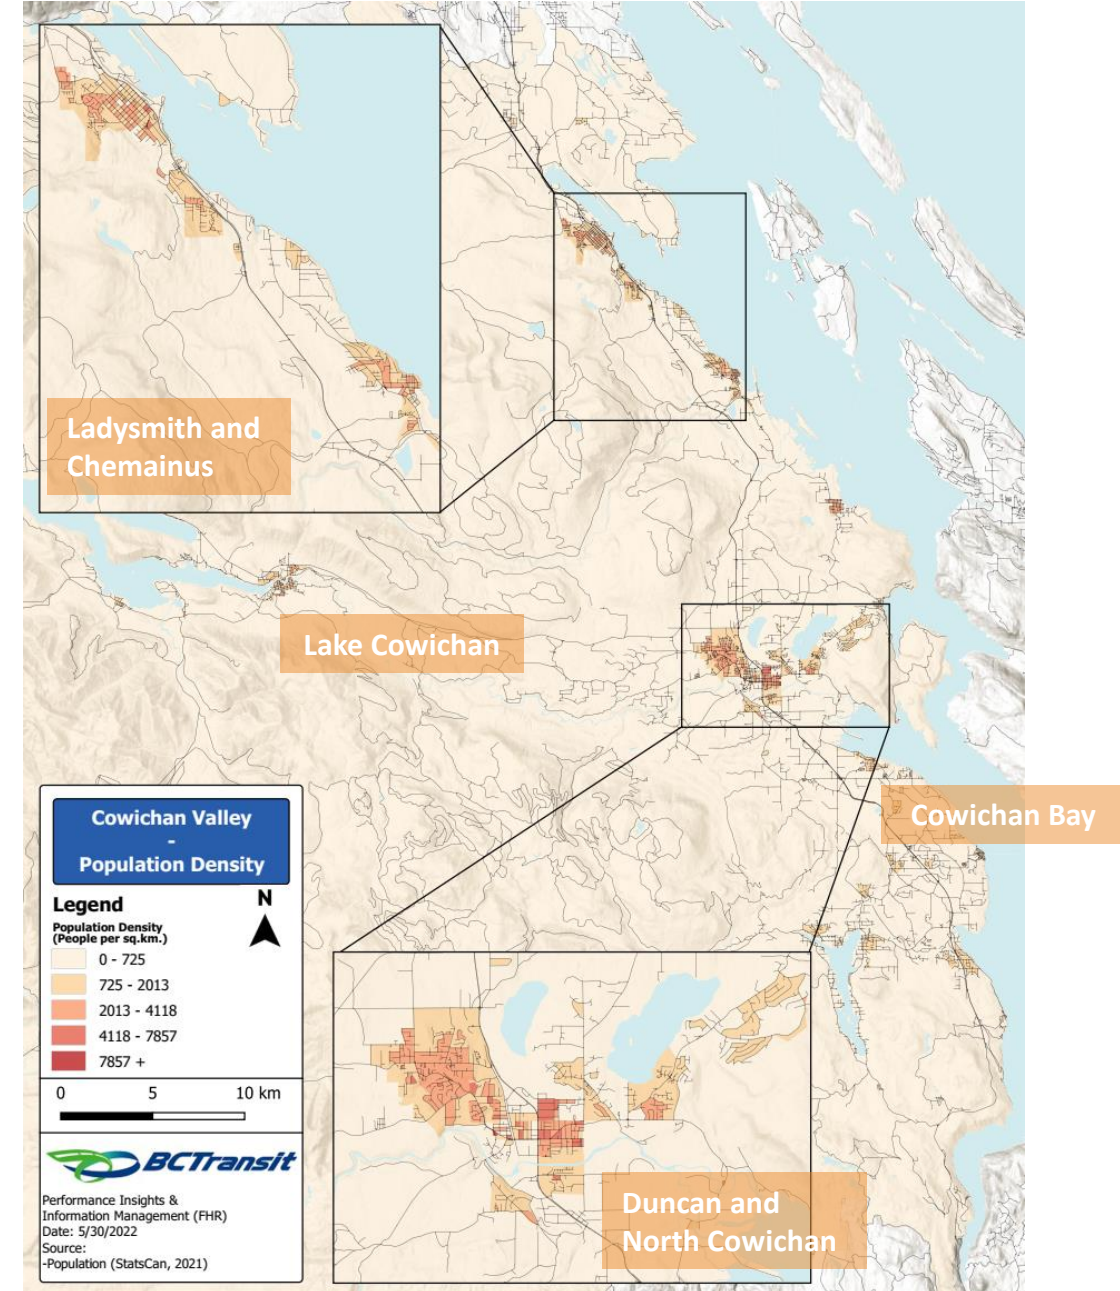 Ladysmith and
Chemainus
Lake Cowichan
Cowichan Bay
Cowichan Valley
-
Population Density
Legend
N
Population Density
(People per sq.km.)
0 - 725
725 - 2013
2013 - 4118
4118 - 7857
7857 +
0 5 10 km
BCTransit
Performance Insights &
Information Management (FHR)
Date: 5/30/2022
Source:
-Population (StatsCan, 2021)
Duncan and
North Cowichan